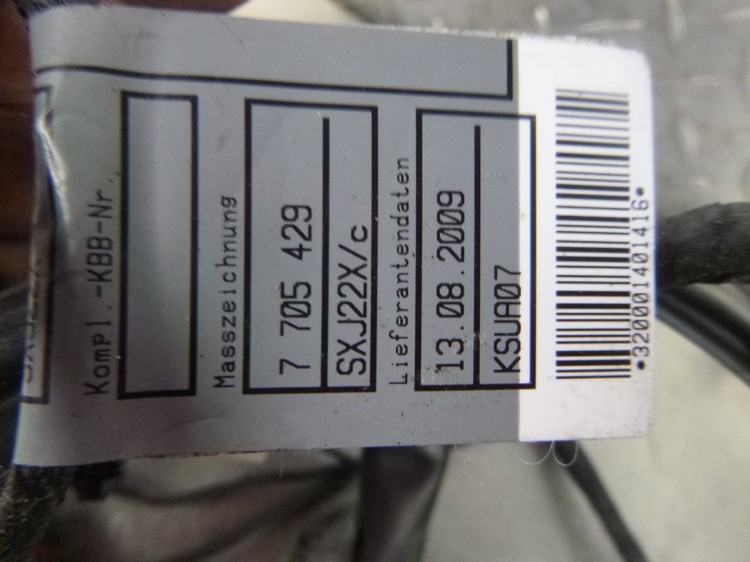 Kompl.-KBB-Nr.
Masszeichnung
7 705 429
SXJ22X/c
Lieferantendaten
13.08.2009
KSUA07
*320001401416*